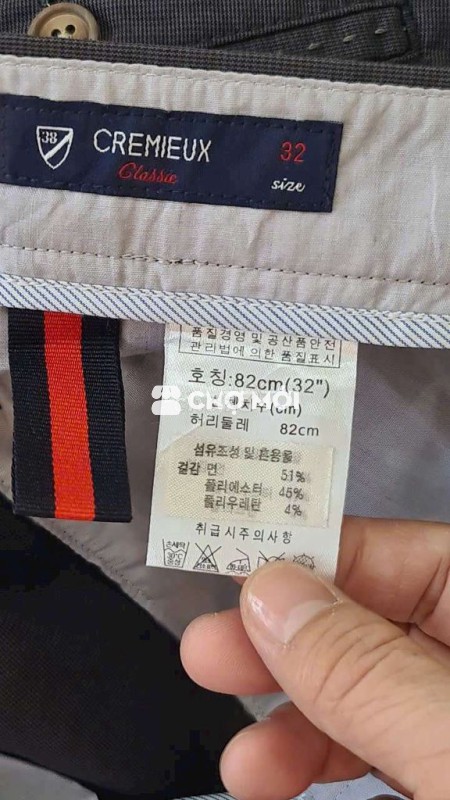 38
CREMIEUX
Classic
32
size
품질경영 및 공산품안전
관리법에 의한 품질표시
호칭:82cm(32")
CHỢ MỚI
(cm)
허리둘레 82cm
섬유조성 및 혼용율
겉감 면 51%
폴리에스터 45%
폴리우레탄 4%
취급시주의사항